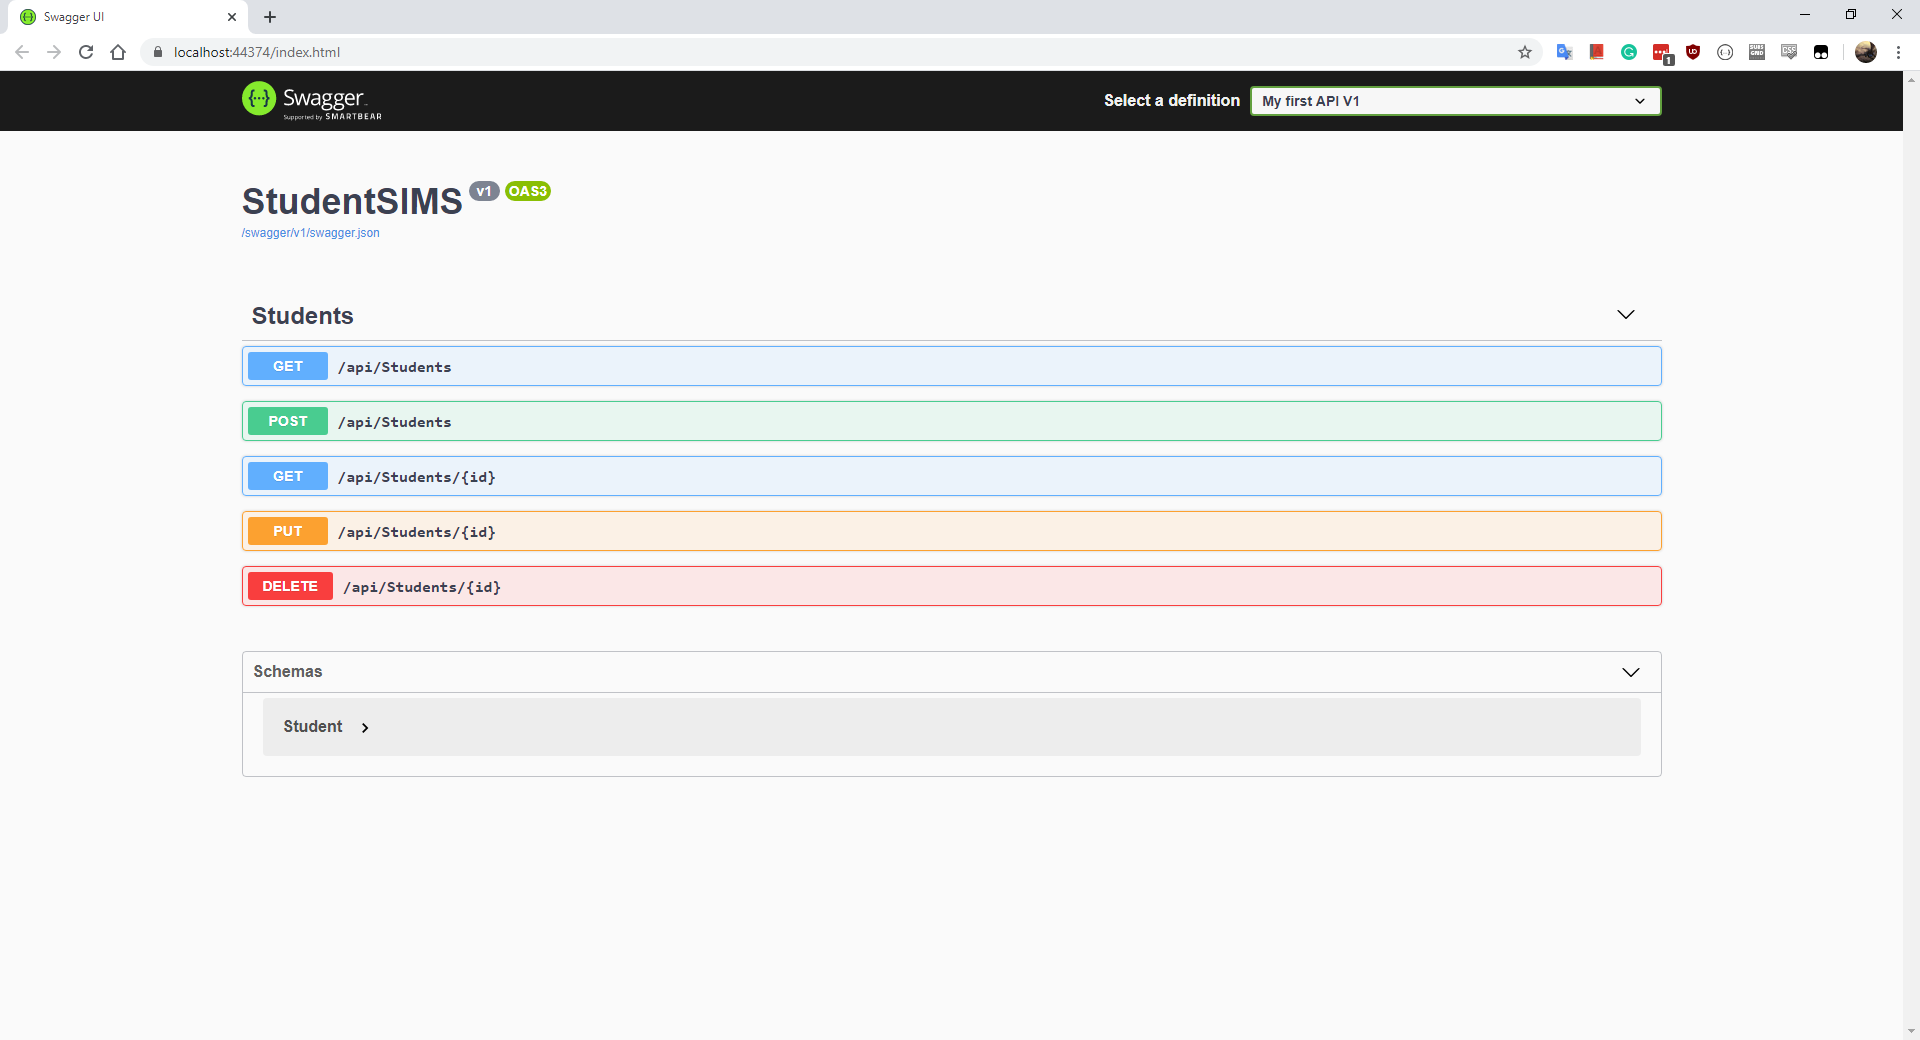 Swagger UI
localhost:44374/index.html
1
Swagger
Supported by SMARTBEAR
Select a definition
My first API V1
StudentSIMS v1 OAS3
/swagger/v1/swagger.json
Students
GET /api/Students
POST /api/Students
GET /api/Students/{id}
PUT /api/Students/{id}
DELETE /api/Students/{id}
Schemas
Student